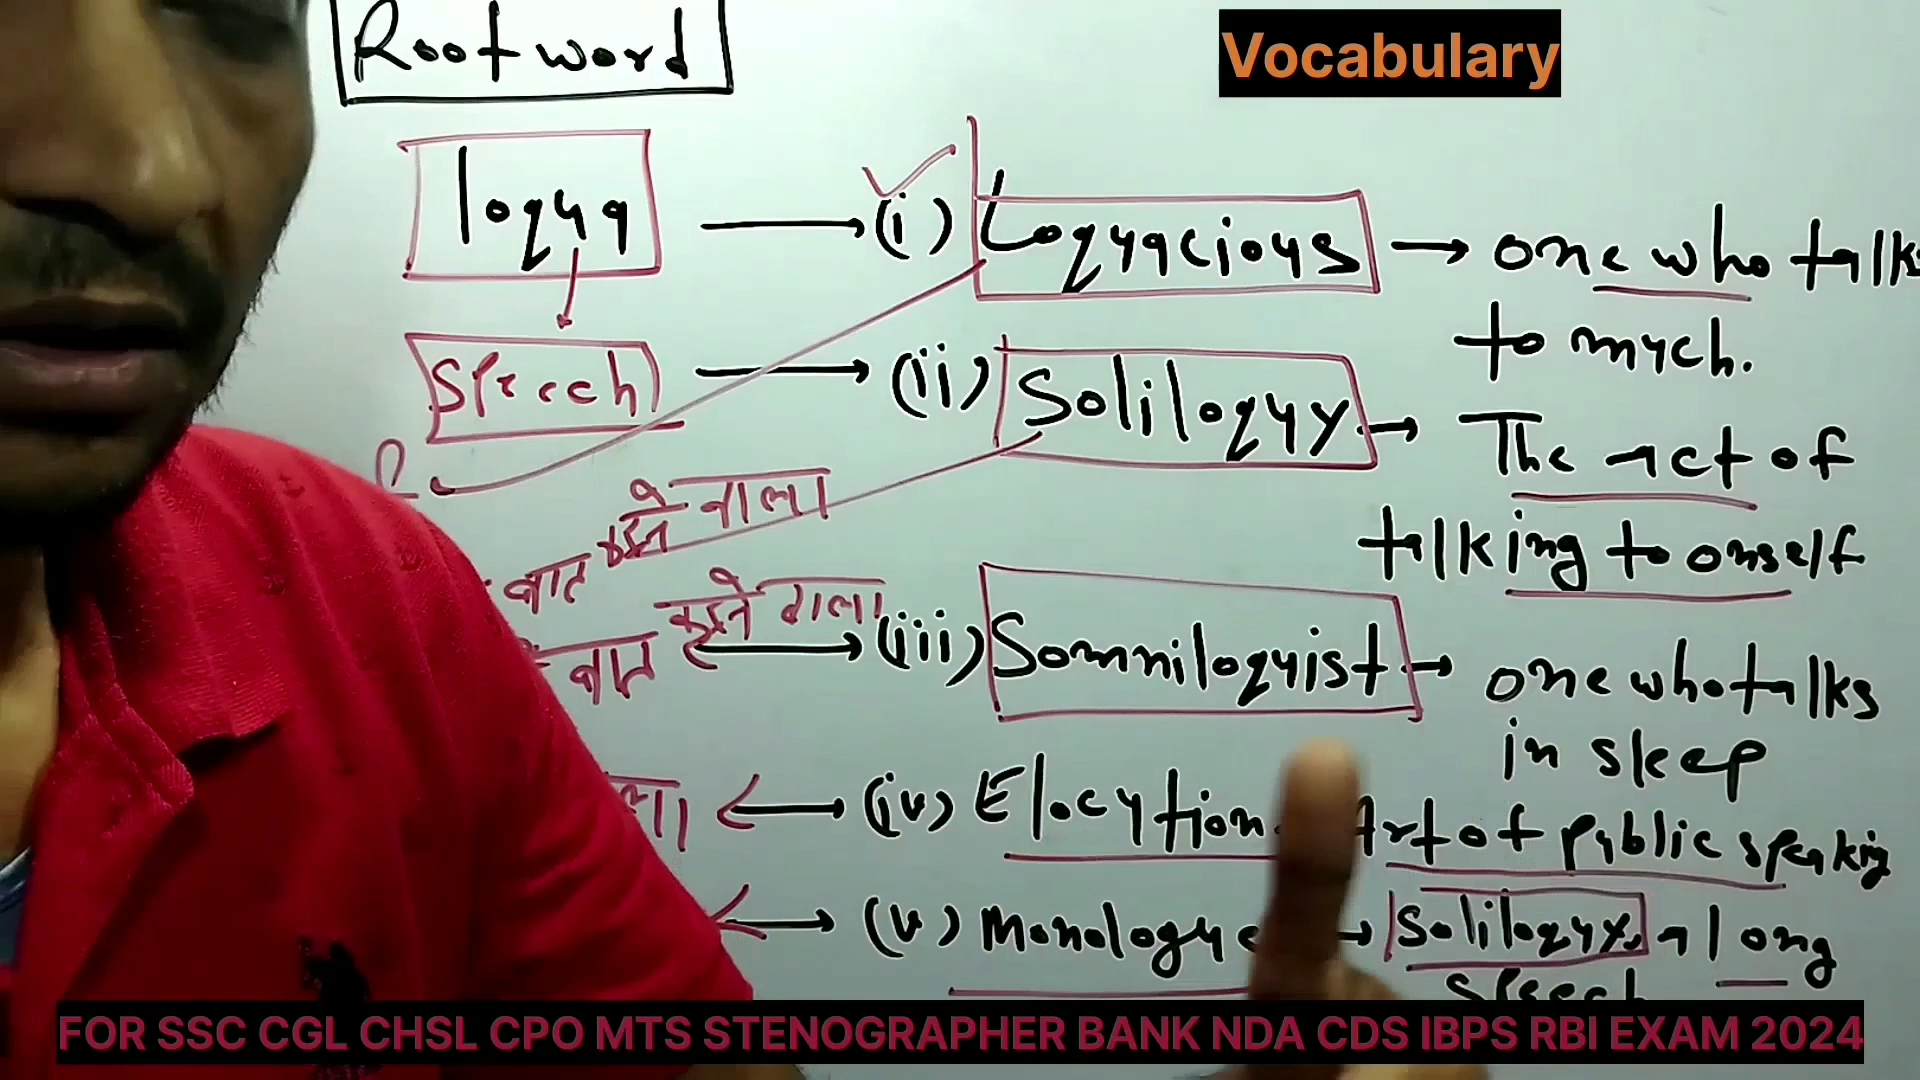 Root word
Vocabulary
loqua
(i) Loquacious → one who talks
to much.
Speech
(ii) Soliloquy → The act of
talking to onself
बात करने वाला
(iii) Somniloquist → one who talks
in sleep
बात करने वाला
(iv) Elocution Art of public speaking
(v) Monologue → Soliloquy, a long
speech
FOR SSC CGL CHSL CPO MTS STENOGRAPHER BANK NDA CDS IBPS RBI EXAM 2024